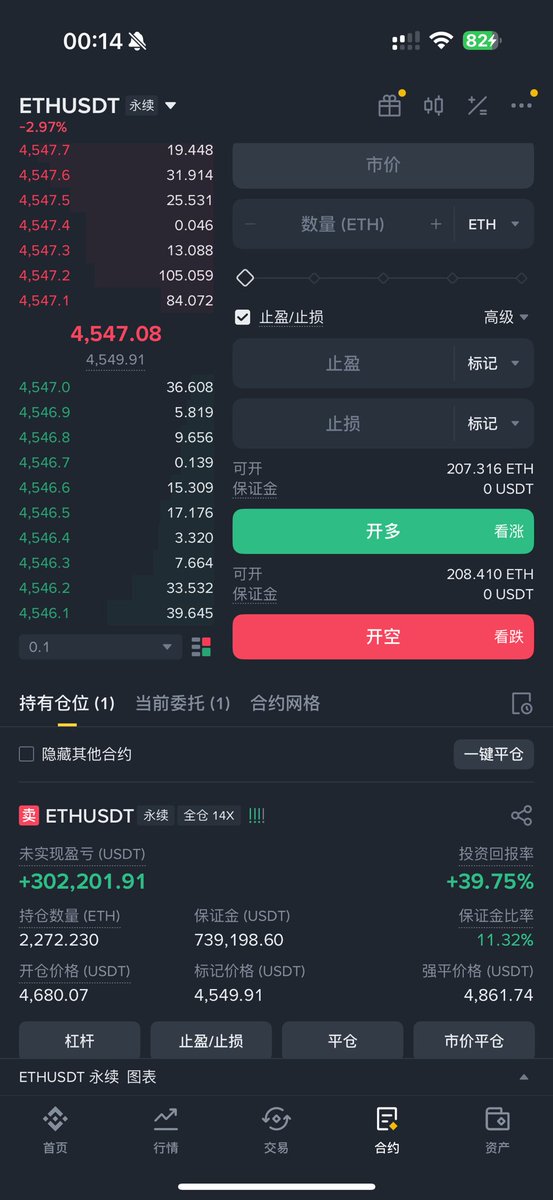 00:14
82
ETHUSDT 永续
-2.97%
4,547.7 19.448
4,547.6 31.914
4,547.5 25.531
4,547.4 0.046
4,547.3 13.088
4,547.2 105.059
4,547.1 84.072
4,547.08
4,549.91
4,547.0 36.608
4,546.9 5.819
4,546.8 9.656
4,546.7 0.139
4,546.6 15.309
4,546.5 17.176
4,546.4 3.320
4,546.3 7.664
4,546.2 33.532
4,546.1 39.645
0.1
市价
− 数量 (ETH) + ETH
止盈/止损 高级
止盈 标记
止损 标记
可开 207.316 ETH
保证金 0 USDT
开多 看涨
可开 208.410 ETH
保证金 0 USDT
开空 看跌
持有仓位 (1) 当前委托 (1) 合约网格
隐藏其他合约 一键平仓
卖 ETHUSDT 永续 全仓 14X !!!!
未实现盈亏 (USDT) 投资回报率
+302,201.91 +39.75%
持仓数量 (ETH) 保证金 (USDT) 保证金比率
2,272.230 739,198.60 11.32%
开仓价格 (USDT) 标记价格 (USDT) 强平价格 (USDT)
4,680.07 4,549.91 4,861.74
杠杆 止盈/止损 平仓 市价平仓
ETHUSDT 永续 图表
首页 行情 交易 合约 资产